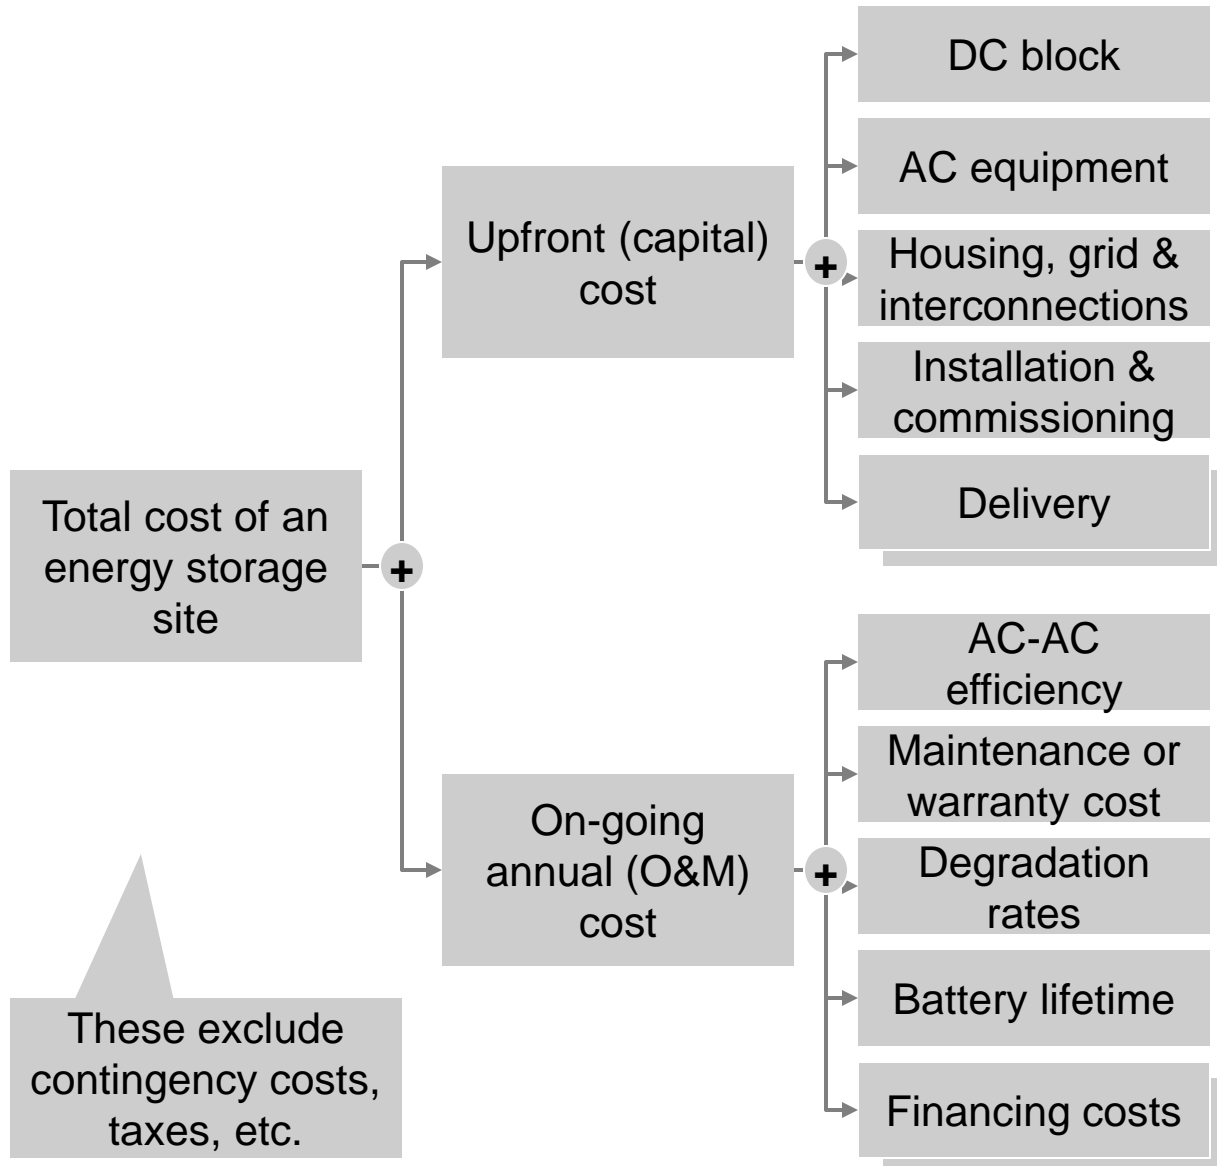 DC block
AC equipment
Upfront (capital)
cost
+
Housing, grid &
interconnections
Installation &
commissioning
Delivery
Total cost of an
energy storage
site
+
AC-AC
efficiency
Maintenance or
warranty cost
On-going
annual (O&M)
cost
+
Degradation
rates
Battery lifetime
Financing costs
These exclude
contingency costs,
taxes, etc.